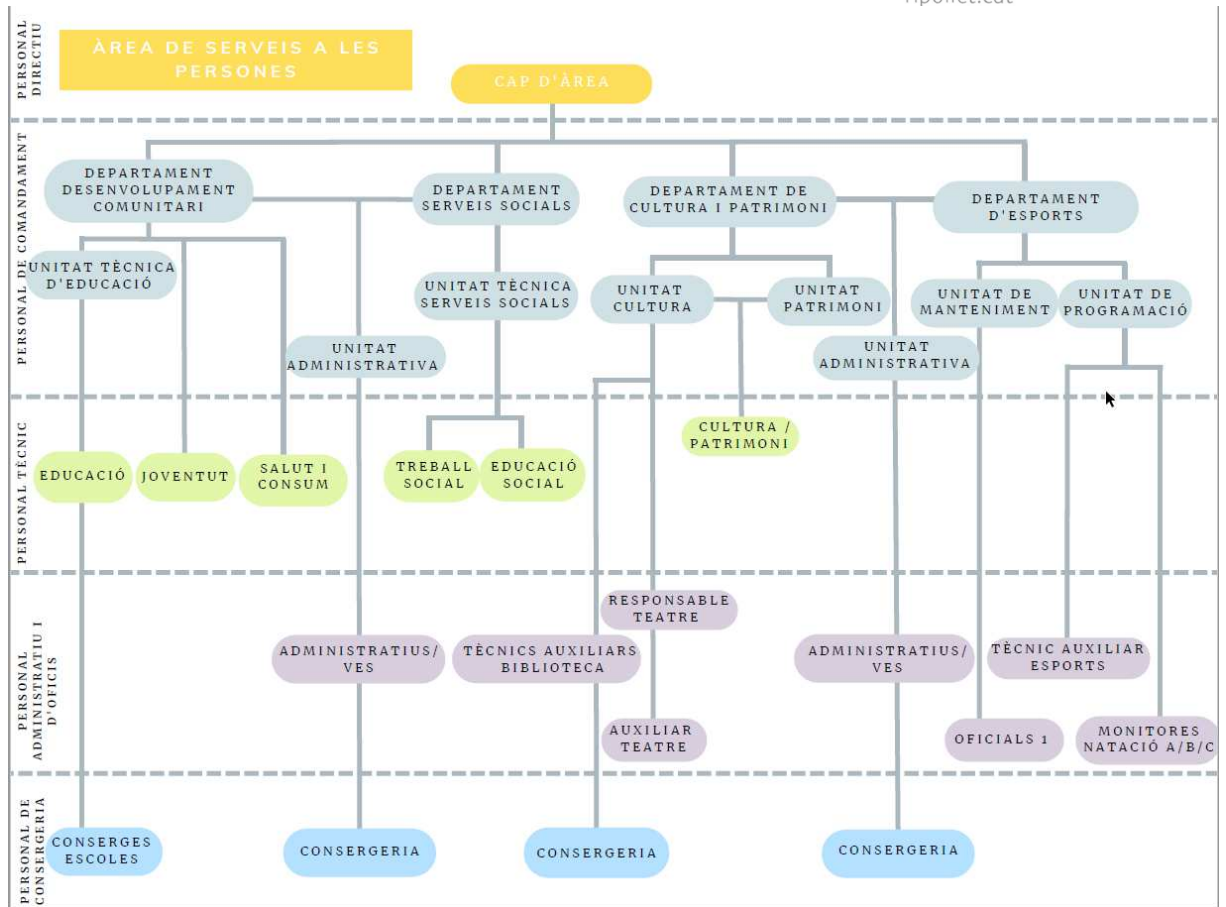 ripollet.cat
PERSONAL
DIRECTIU
ÀREA DE SERVEIS A LES
PERSONES
CAP D'ÀREA
PERSONAL DE COMANDAMENT
DEPARTAMENT
DESENVOLUPAMENT
COMUNITARI
DEPARTAMENT
SERVEIS SOCIALS
DEPARTAMENT DE
CULTURA I PATRIMONI
DEPARTAMENT
D'ESPORTS
UNITAT TÈCNICA
D'EDUCACIÓ
UNITAT TÈCNICA
SERVEIS SOCIALS
UNITAT
CULTURA
UNITAT
PATRIMONI
UNITAT DE
MANTENIMENT
UNITAT DE
PROGRAMACIÓ
UNITAT
ADMINISTRATIVA
UNITAT
ADMINISTRATIVA
PERSONAL TÈCNIC
EDUCACIÓ
JOVENTUT
SALUT I
CONSUM
TREBALL
SOCIAL
EDUCACIÓ
SOCIAL
CULTURA /
PATRIMONI
PERSONAL
ADMINISTRATIU I
D'OFICIS
RESPONSABLE
TEATRE
ADMINISTRATIUS/
VES
TÈCNICS AUXILIARS
BIBLIOTECA
ADMINISTRATIUS/
VES
TÈCNIC AUXILIAR
ESPORTS
AUXILIAR
TEATRE
OFICIALS 1
MONITORES
NATACIÓ A/B/C
PERSONAL DE
CONSERGERIA
CONSERGES
ESCOLES
CONSERGERIA
CONSERGERIA
CONSERGERIA